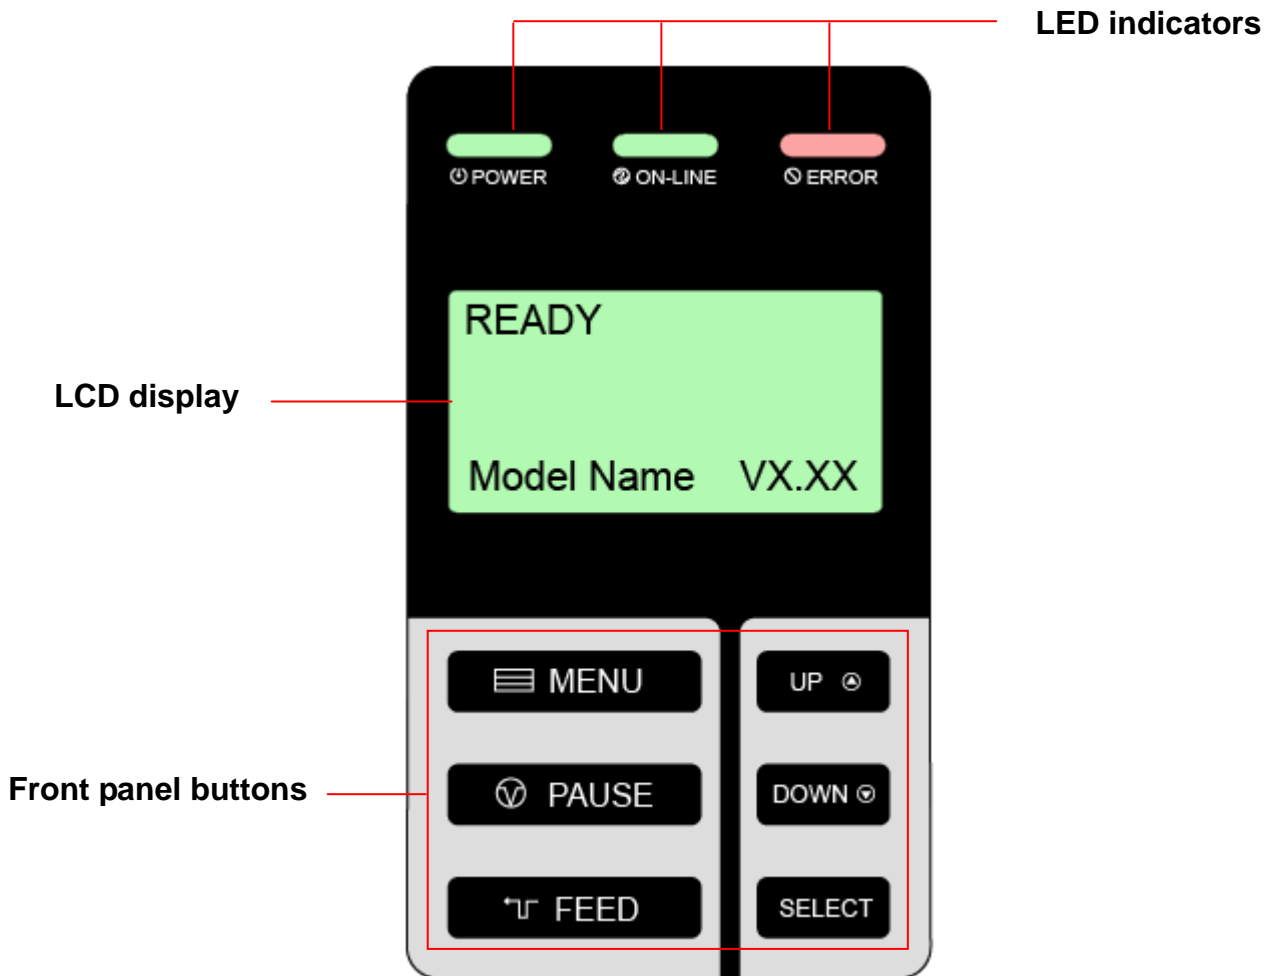 LED indicators
POWER ON-LINE ERROR
READY
LCD display
Model Name VX.XX
MENU UP
Front panel buttons
PAUSE DOWN
FEED SELECT